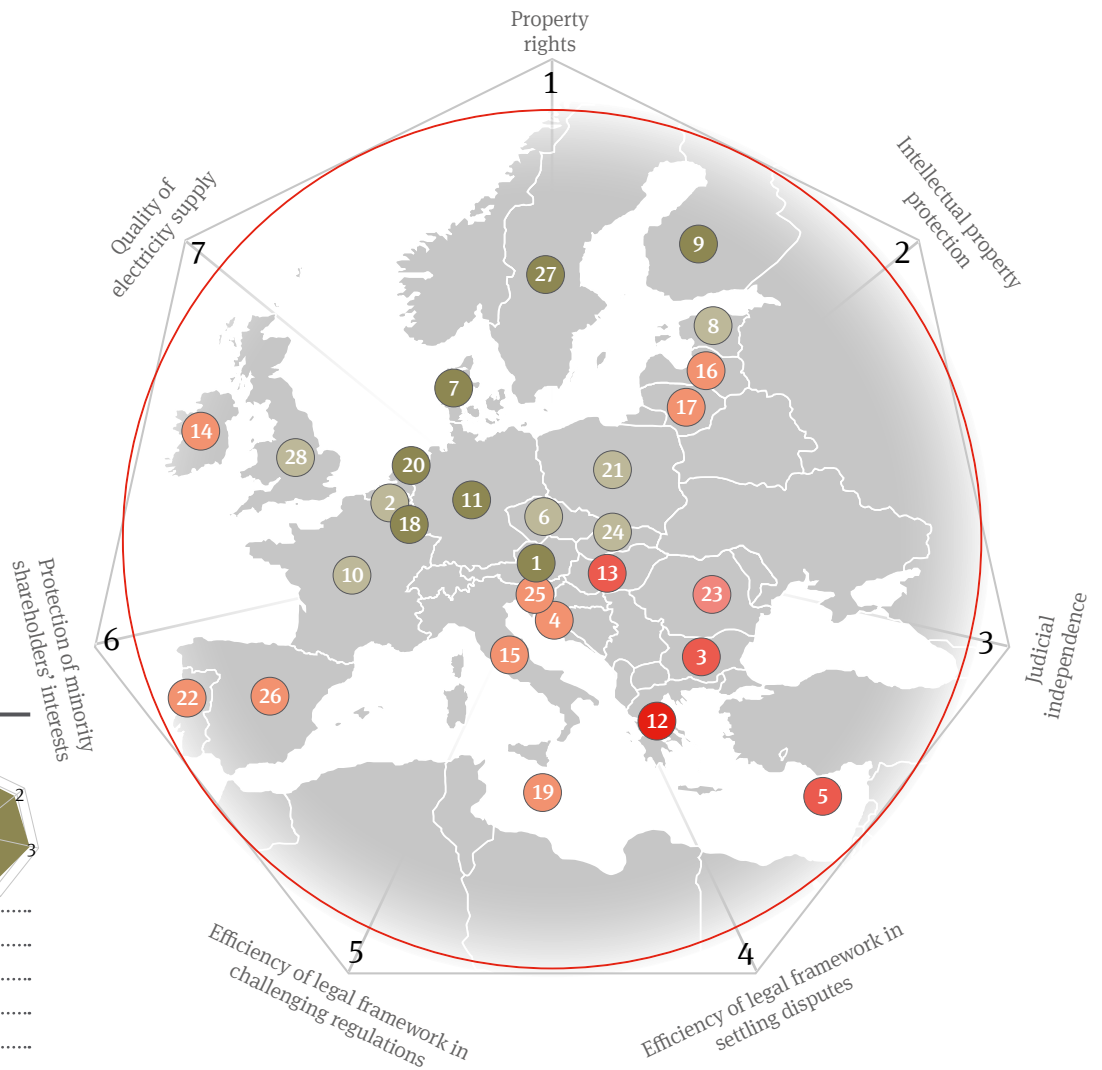 Property
rights
1
Intellectual property
protection
2
Quality of
electricity supply
7
9
27
8
16
7
17
14
28
20
21
2
11
18
6
24
1
13
10
25
23
4
Judicial
independence
3
6
Protection of minority
shareholders' interests
15
3
22
26
12
19
5
2
3
5
4
Efficiency of legal framework in
challenging regulations
Efficiency of legal framework in
settling disputes